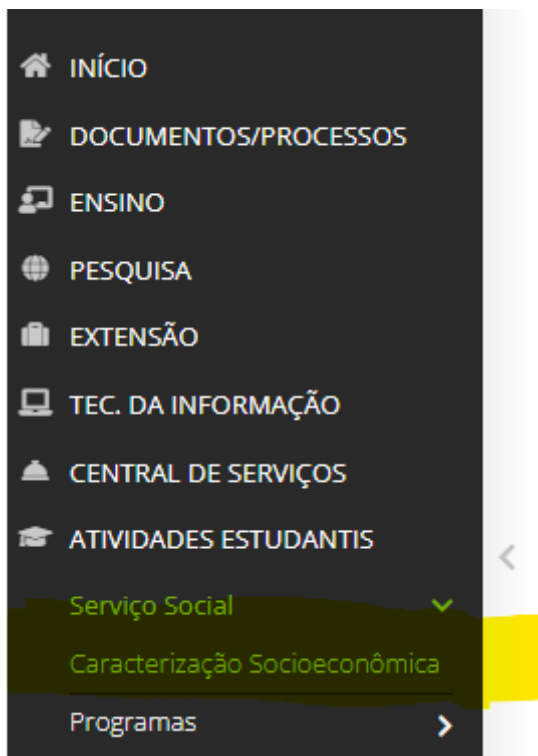 INÍCIO
DOCUMENTOS/PROCESSOS
ENSINO
PESQUISA
EXTENSÃO
TEC. DA INFORMAÇÃO
CENTRAL DE SERVIÇOS
ATIVIDADES ESTUDANTIS
Serviço Social
Caracterização Socioeconômica
Programas